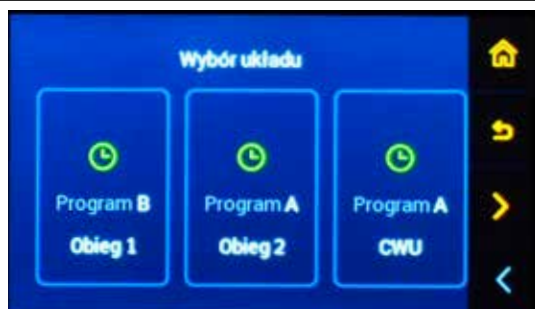 Wybór układu
Program B
Obieg 1
Program A
Obieg 2
Program A
CWU